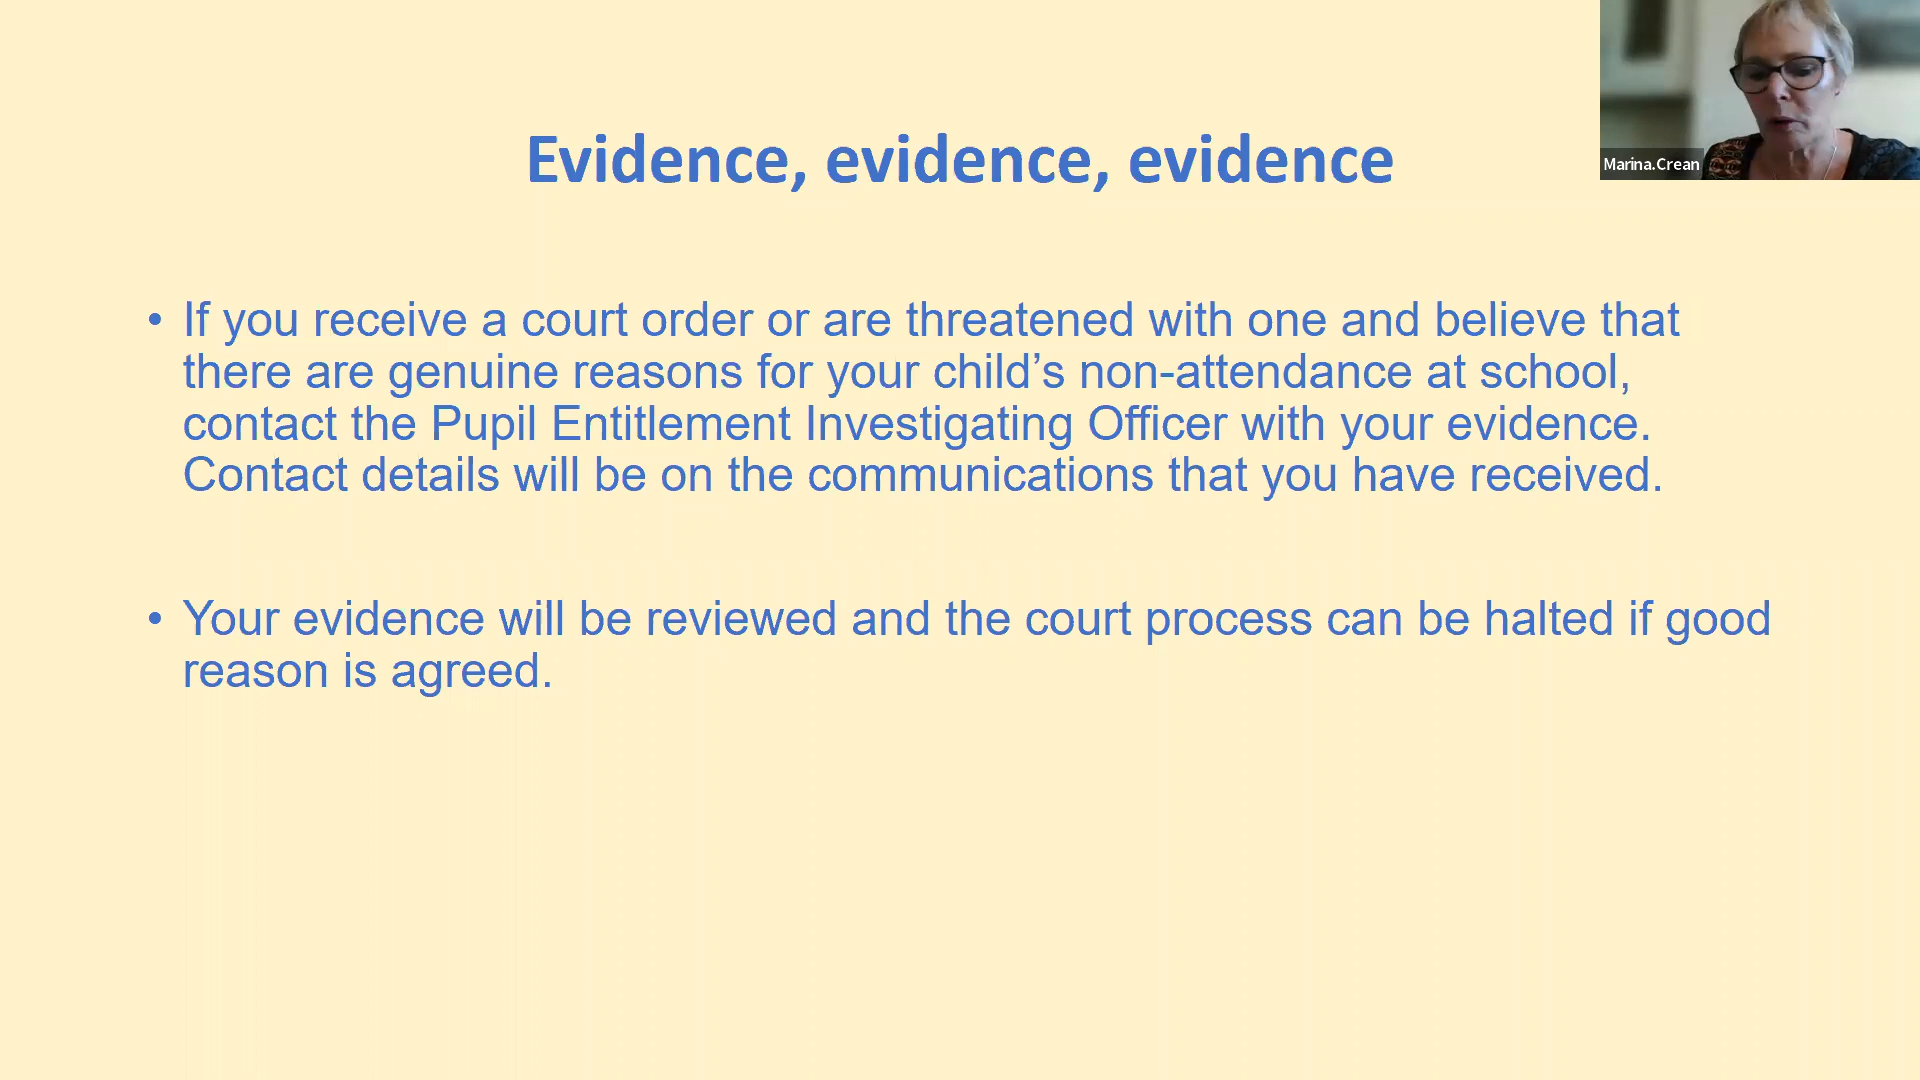 Evidence, evidence, evidence
Marina.Crean
• If you receive a court order or are threatened with one and believe that
there are genuine reasons for your child’s non-attendance at school,
contact the Pupil Entitlement Investigating Officer with your evidence.
Contact details will be on the communications that you have received.
• Your evidence will be reviewed and the court process can be halted if good
reason is agreed.